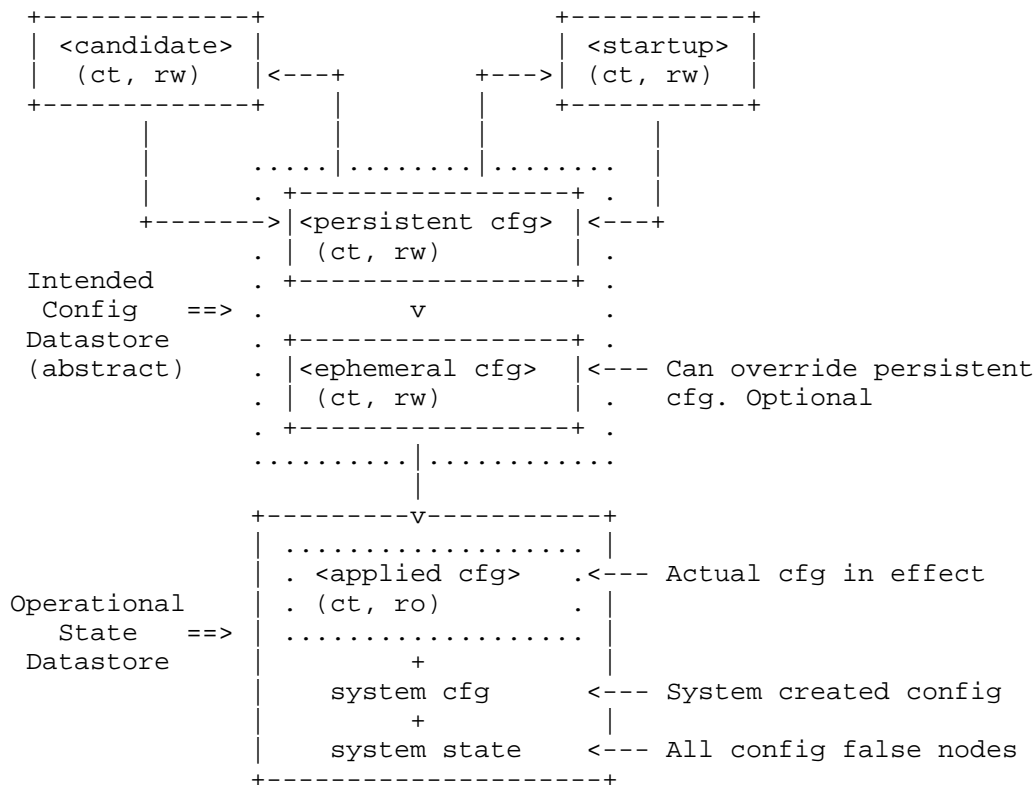 <candidate> <startup>
(ct, rw) (ct, rw)
<persistent cfg>
(ct, rw)
Intended
Config ==> v
Datastore
(abstract) <ephemeral cfg> Can override persistent
(ct, rw) cfg. Optional
v
<applied cfg> Actual cfg in effect
Operational (ct, ro)
State ==>
Datastore +
system cfg System created config
+
system state All config false nodes